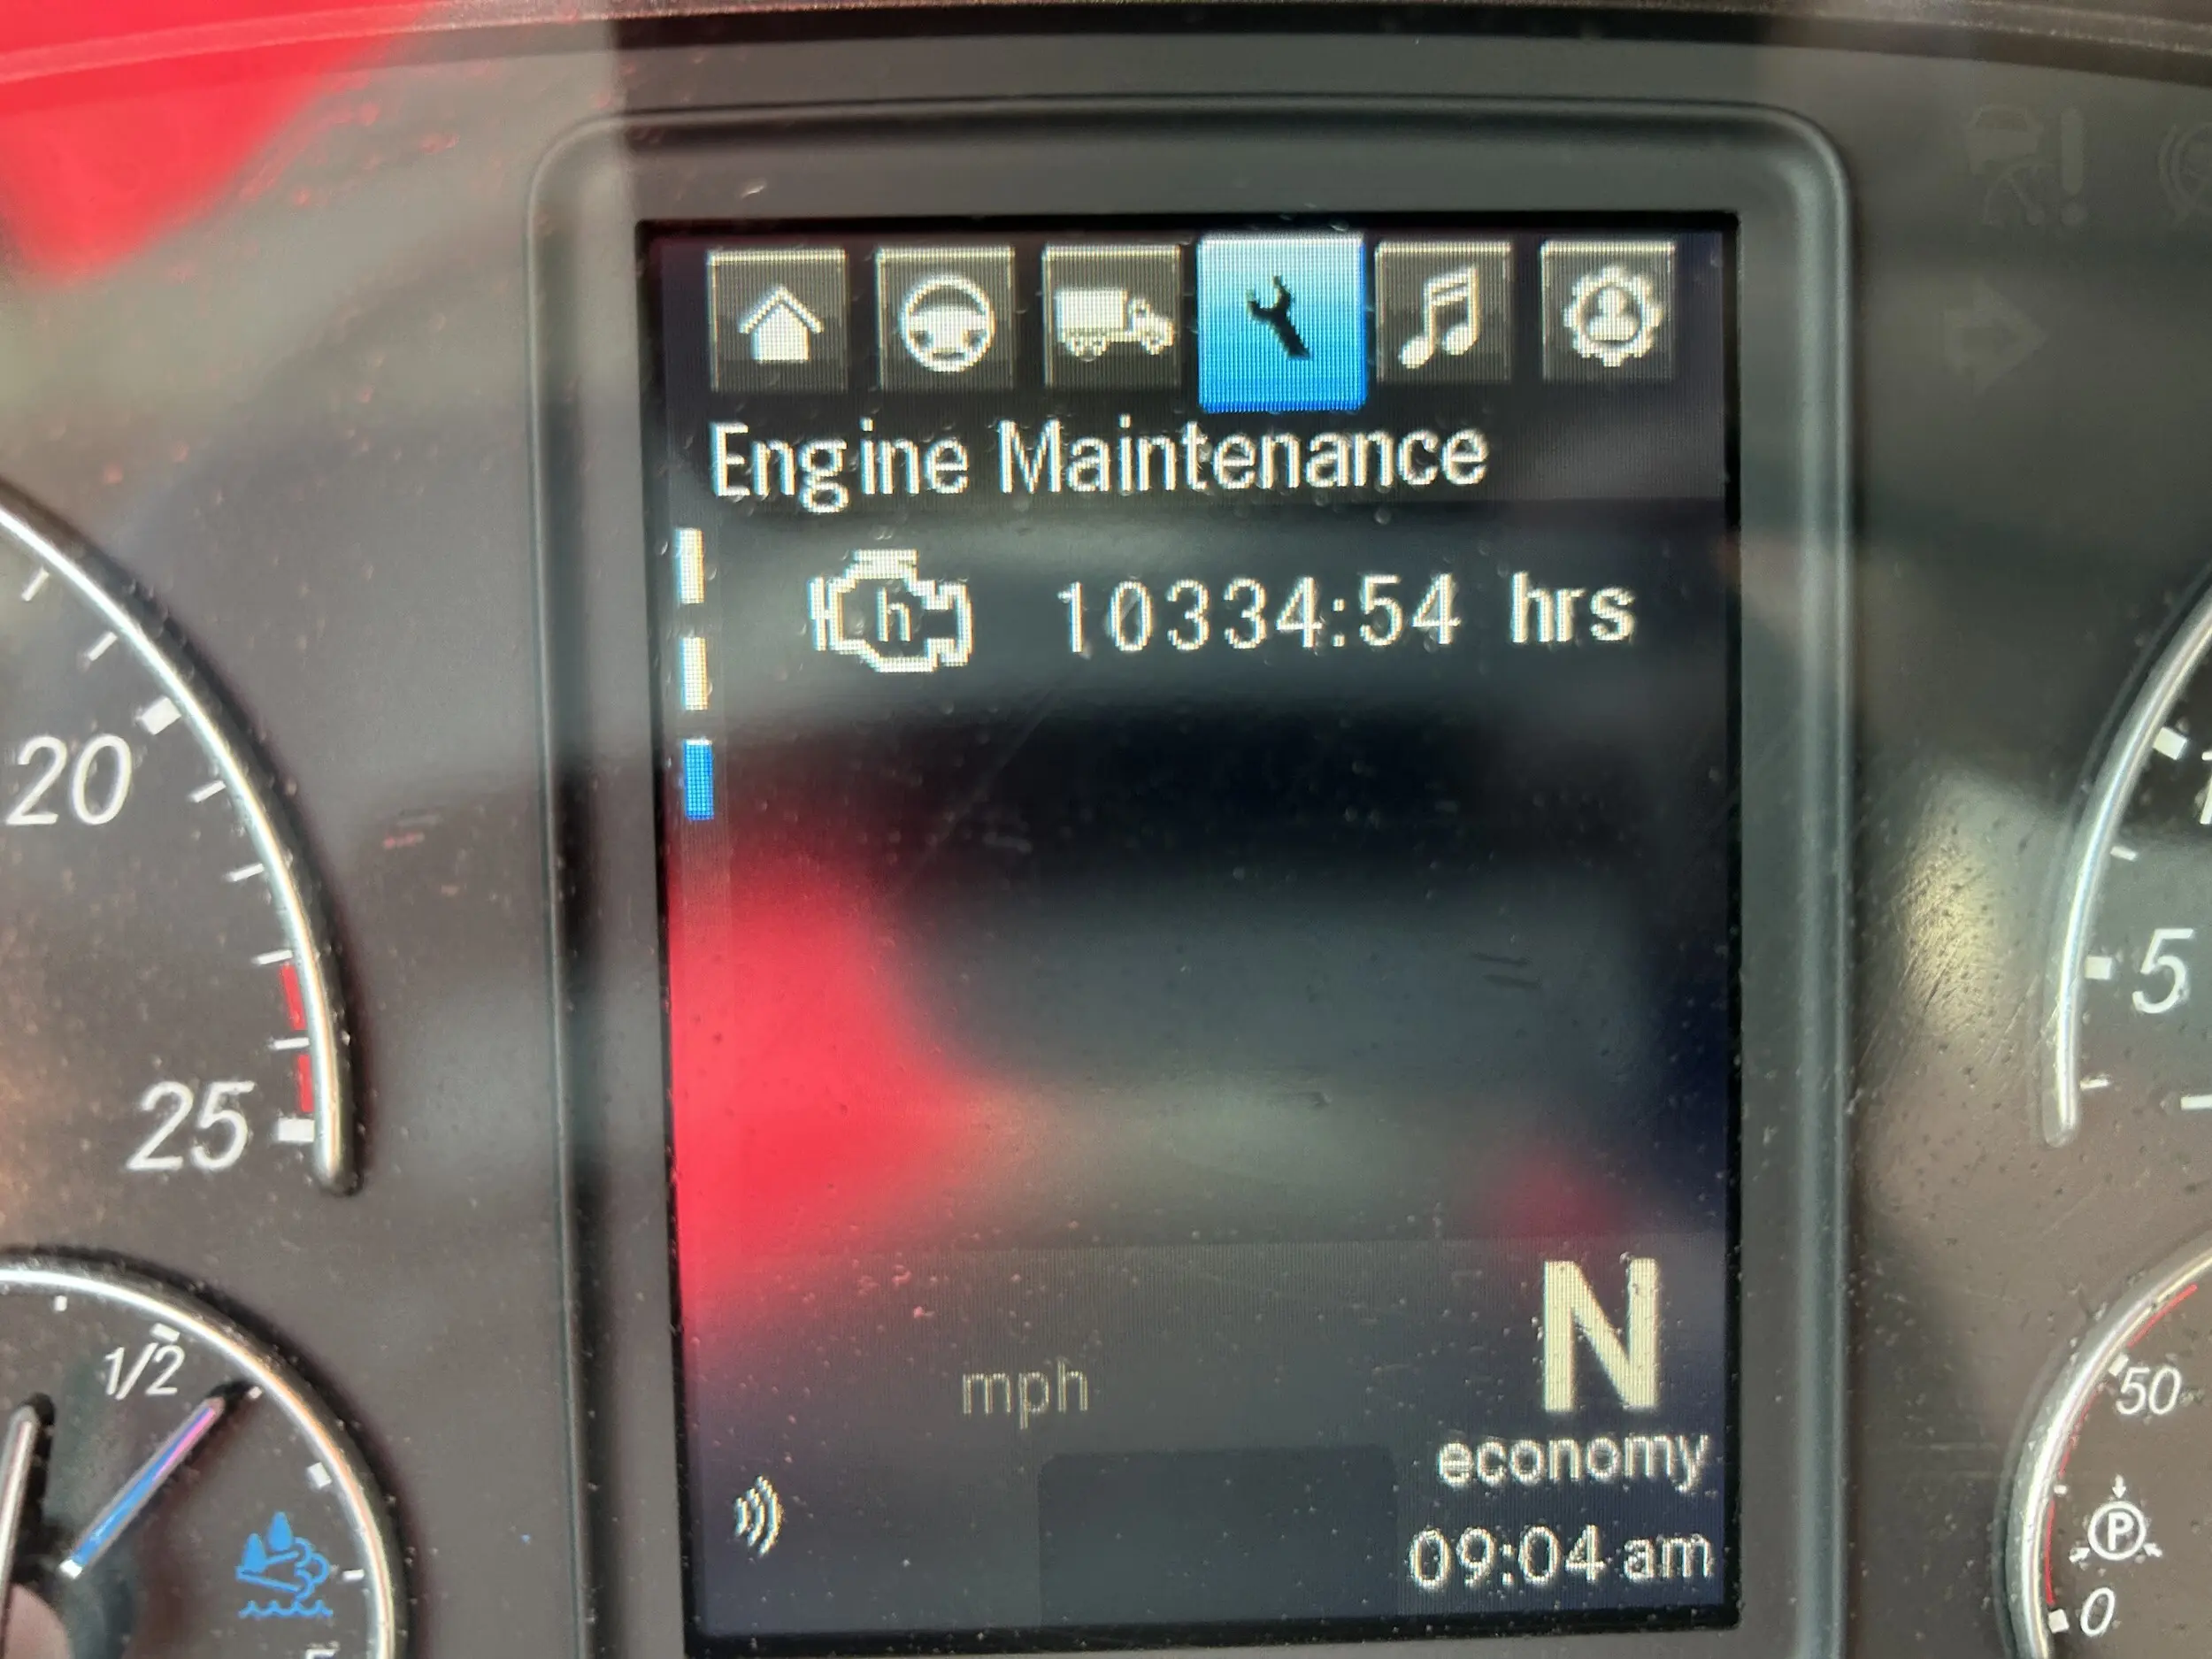 Engine Maintenance
h 10334:54 hrs
20
25
5
1/2
50
N
mph
economy
09:04 am
P
0